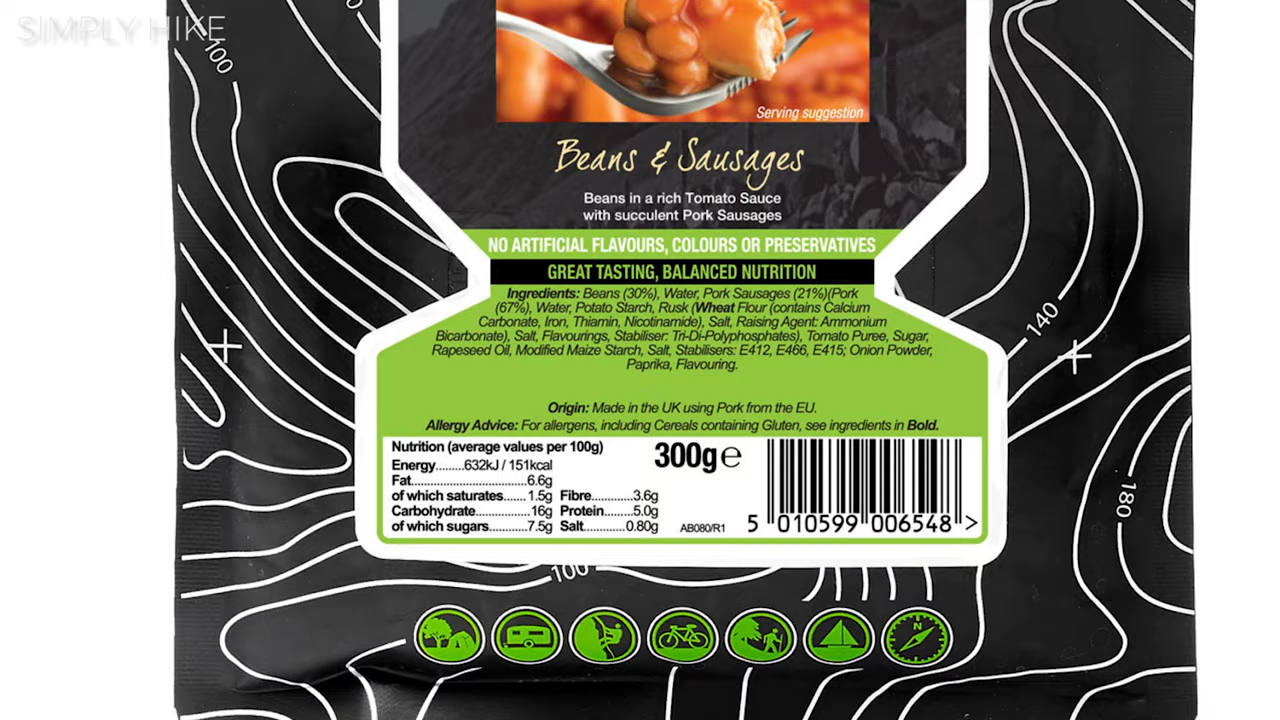 SIMPLY HIKE
100
Serving suggestion
Beans & Sausages
Beans in a rich Tomato Sauce
with succulent Pork Sausages
NO ARTIFICIAL FLAVOURS, COLOURS OR PRESERVATIVES
GREAT TASTING, BALANCED NUTRITION
Ingredients: Beans (30%), Water, Pork Sausages (21%)(Pork
(67%), Water, Potato Starch, Rusk (Wheat Flour (contains Calcium
Carbonate, Iron, Thiamin, Nicotinamide), Salt, Raising Agent: Ammonium
Bicarbonate), Salt, Flavourings, Stabiliser: Tri-Di-Polyphosphates), Tomato Puree, Sugar,
Rapeseed Oil, Modified Maize Starch, Salt, Stabilisers: E412, E466, E415; Onion Powder,
Paprika, Flavouring.
140
Origin: Made in the UK using Pork from the EU.
Allergy Advice: For allergens, including Cereals containing Gluten, see ingredients in Bold.
Nutrition (average values per 100g)
Energy.........632kJ / 151kcal
Fat...................................6.6g
of which saturates.......1.5g
Carbohydrate.................16g
of which sugars...........7.5g
Fibre.............3.6g
Protein..........5.0g
Salt.............0.80g
300g℮
AB080/R1
5 010599 006548 >
180
100
N